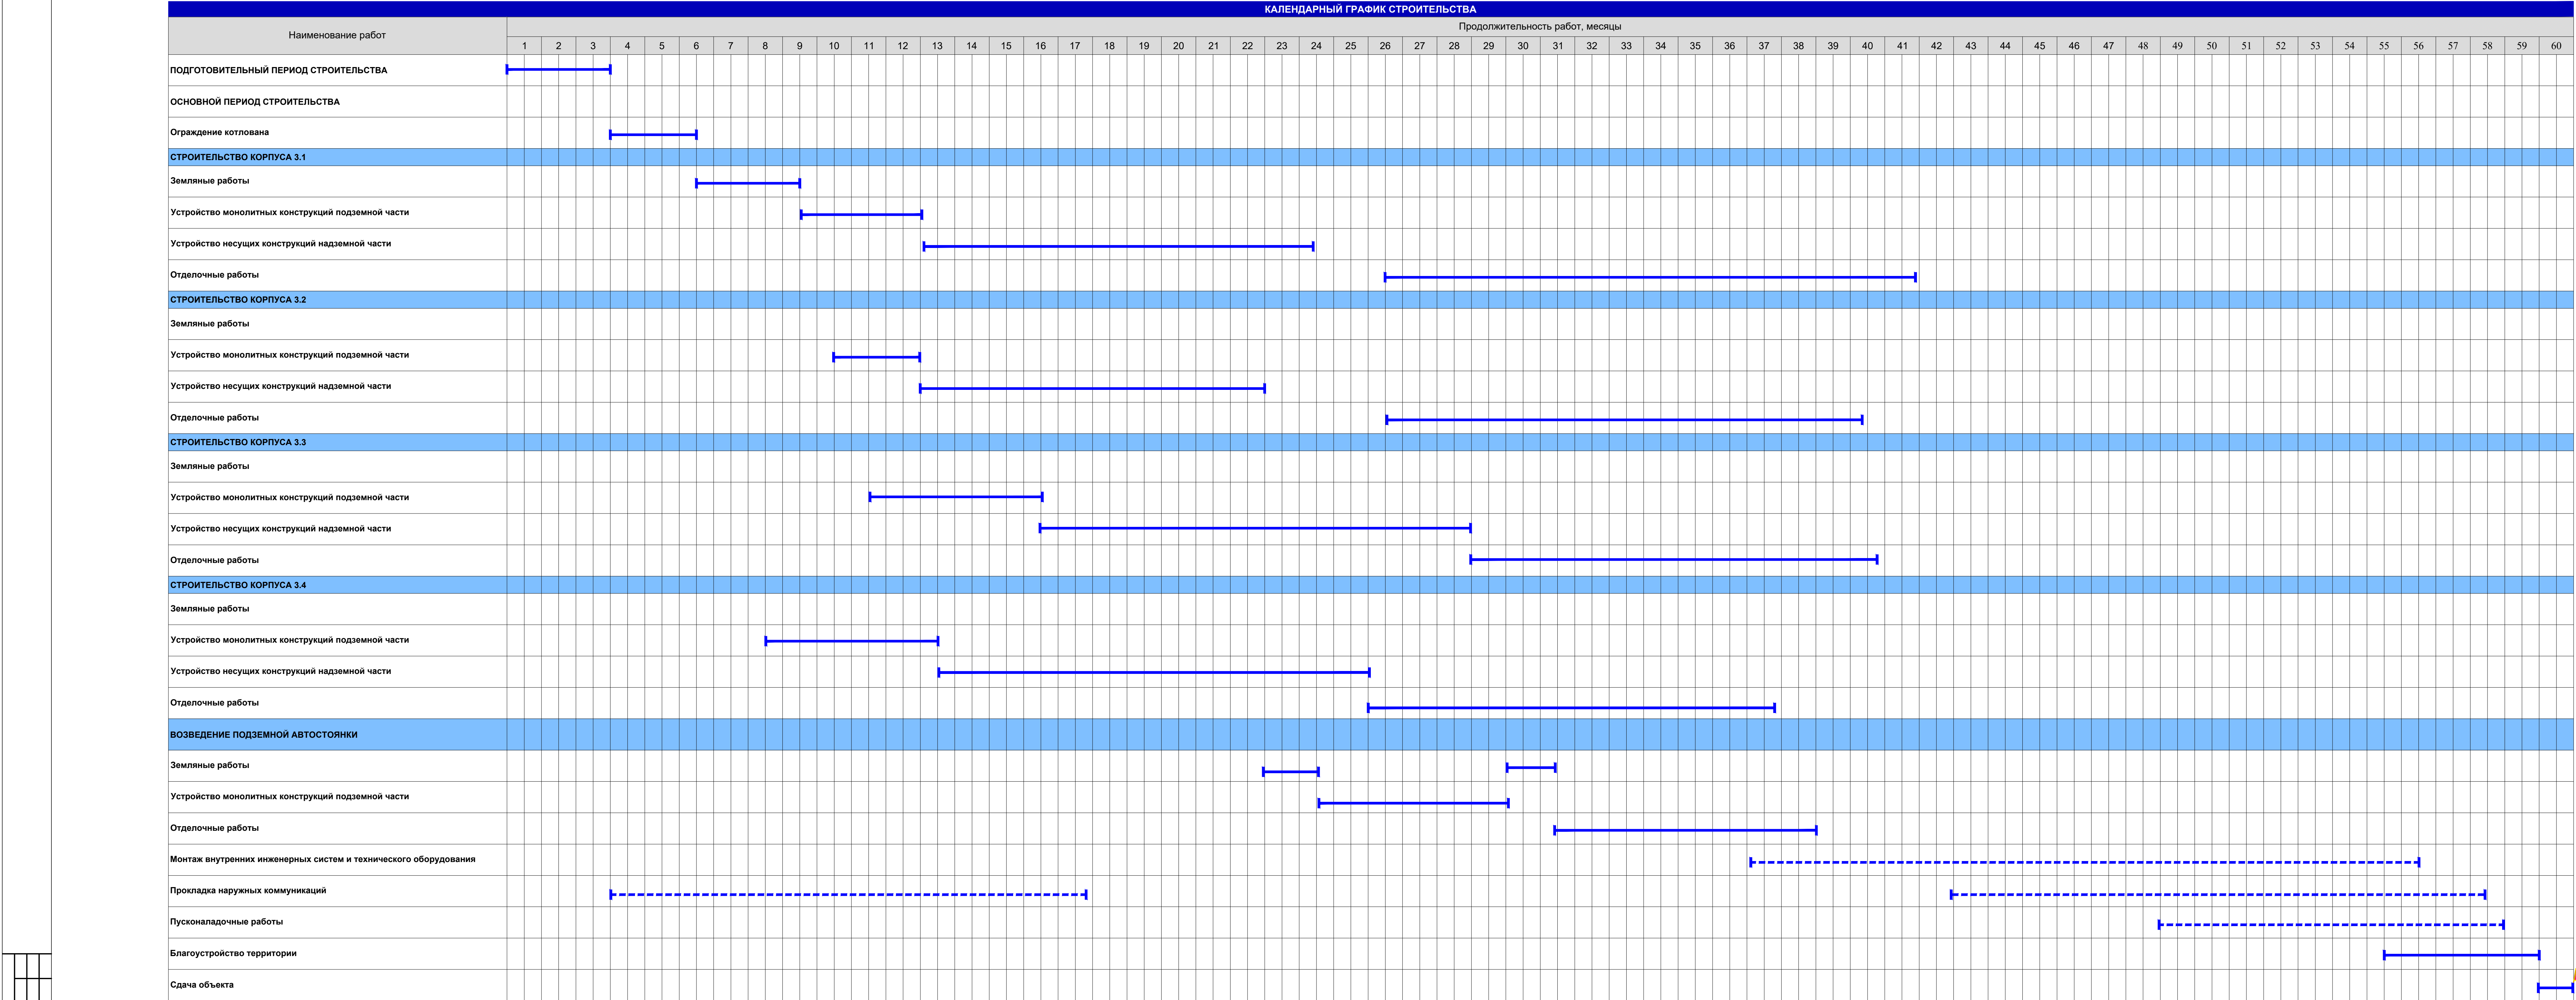 КАЛЕНДАРНЫЙ ГРАФИК СТРОИТЕЛЬСТВА
Наименование работ
Продолжительность работ, месяцы
1 2 3 4 5 6 7 8 9 10 11 12 13 14 15 16 17 18 19 20 21 22 23 24 25 26 27 28 29 30 31 32 33 34 35 36 37 38 39 40 41 42 43 44 45 46 47 48 49 50 51 52 53 54 55 56 57 58 59 60
ПОДГОТОВИТЕЛЬНЫЙ ПЕРИОД СТРОИТЕЛЬСТВА
ОСНОВНОЙ ПЕРИОД СТРОИТЕЛЬСТВА
Ограждение котлована
СТРОИТЕЛЬСТВО КОРПУСА 3.1
Земляные работы
Устройство монолитных конструкций подземной части
Устройство несущих конструкций надземной части
Отделочные работы
СТРОИТЕЛЬСТВО КОРПУСА 3.2
Земляные работы
Устройство монолитных конструкций подземной части
Устройство несущих конструкций надземной части
Отделочные работы
СТРОИТЕЛЬСТВО КОРПУСА 3.3
Земляные работы
Устройство монолитных конструкций подземной части
Устройство несущих конструкций надземной части
Отделочные работы
СТРОИТЕЛЬСТВО КОРПУСА 3.4
Земляные работы
Устройство монолитных конструкций подземной части
Устройство несущих конструкций надземной части
Отделочные работы
ВОЗВЕДЕНИЕ ПОДЗЕМНОЙ АВТОСТОЯНКИ
Земляные работы
Устройство монолитных конструкций подземной части
Отделочные работы
Монтаж внутренних инженерных систем и технического оборудования
Прокладка наружных коммуникаций
Пусконаладочные работы
Благоустройство территории
Сдача объекта